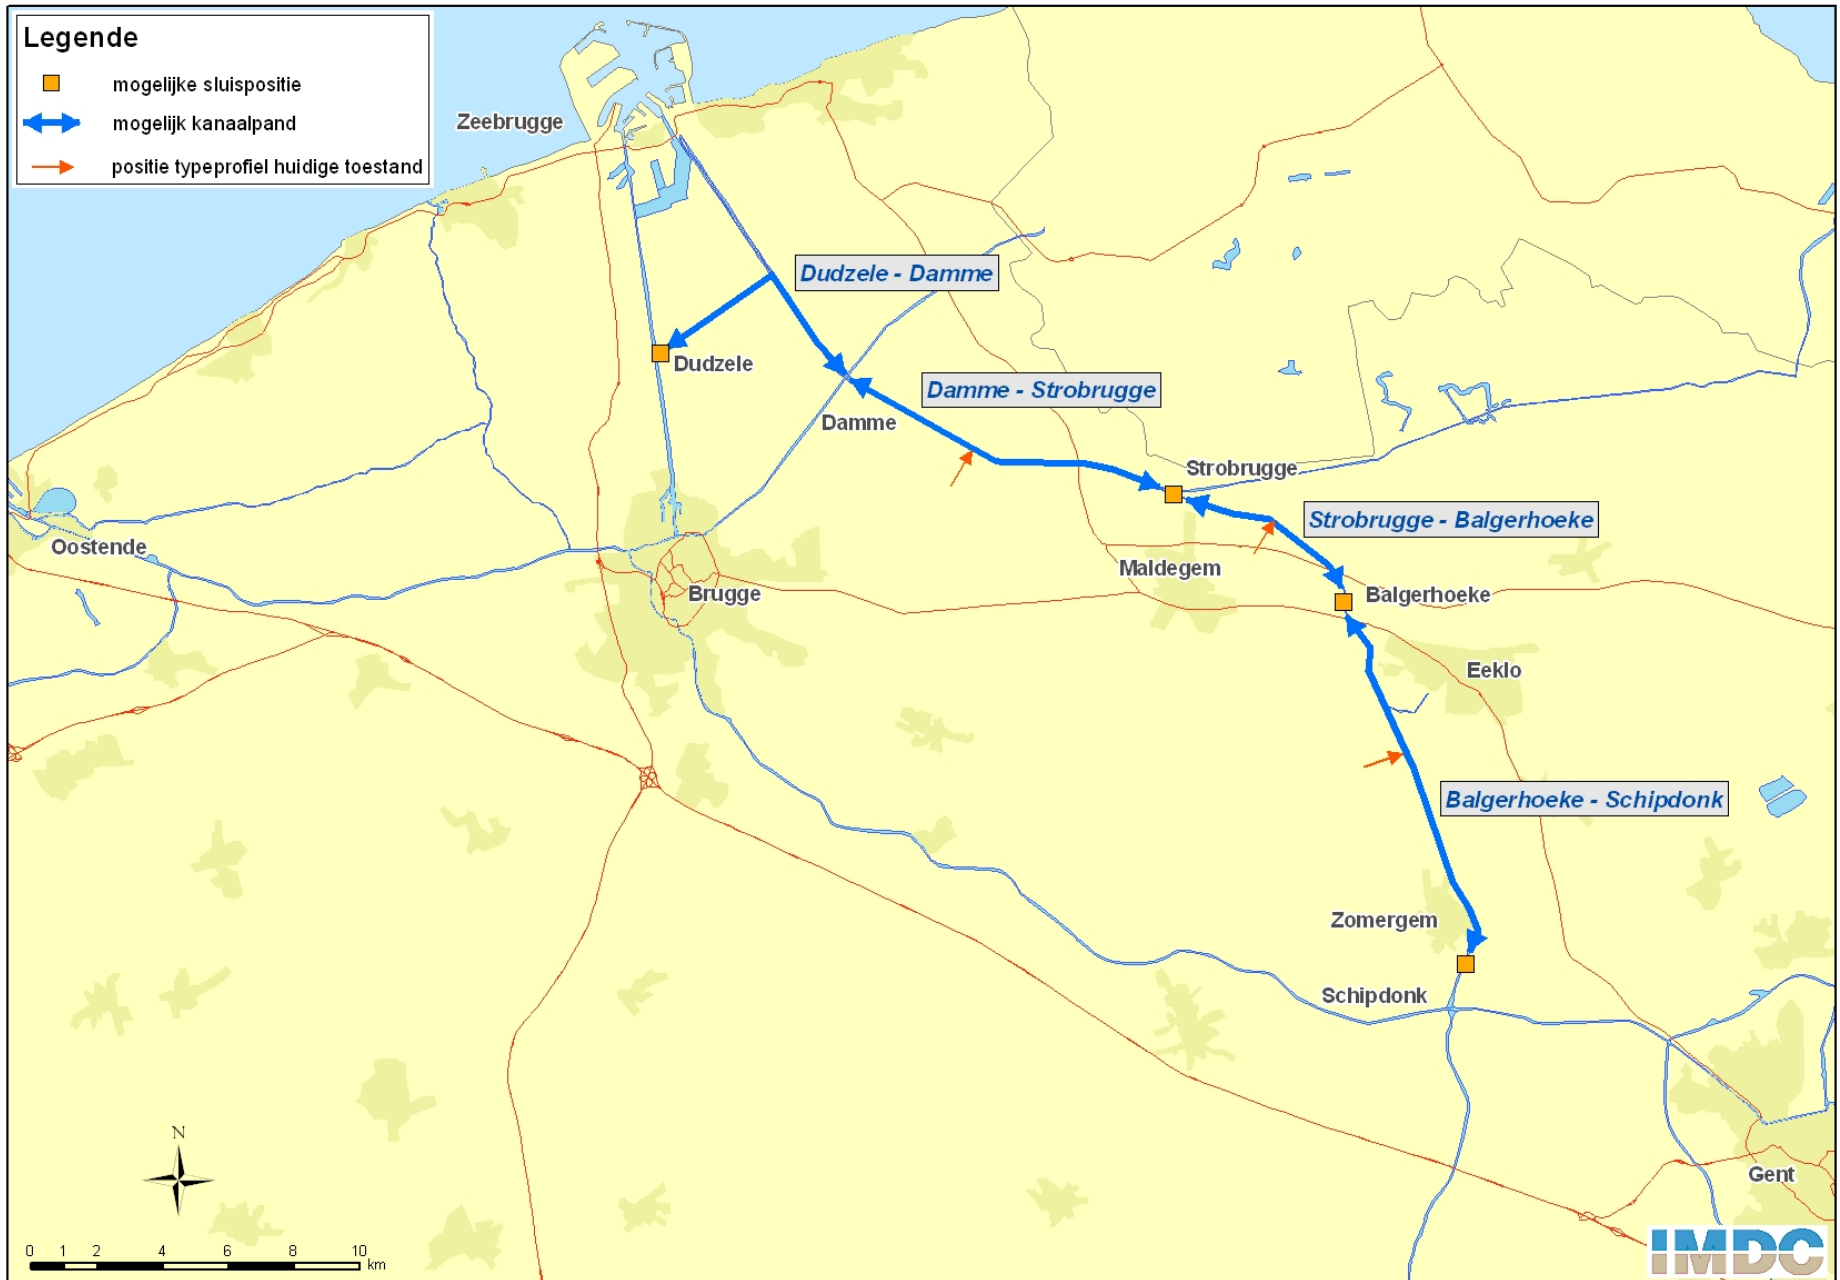 Legende
mogelijke sluispositie
mogelijk kanaalpand
positie typeprofiel huidige toestand
Zeebrugge
Dudzele - Damme
Dudzele
Damme - Strobrugge
Damme
Strobrugge
Strobrugge - Balgerhoeke
Oostende
Maldegem
Brugge
Balgerhoeke
Eeklo
Balgerhoeke - Schipdonk
Zomergem
Schipdonk
N
Gent
0 1 2 4 6 8 10
km
IMDC